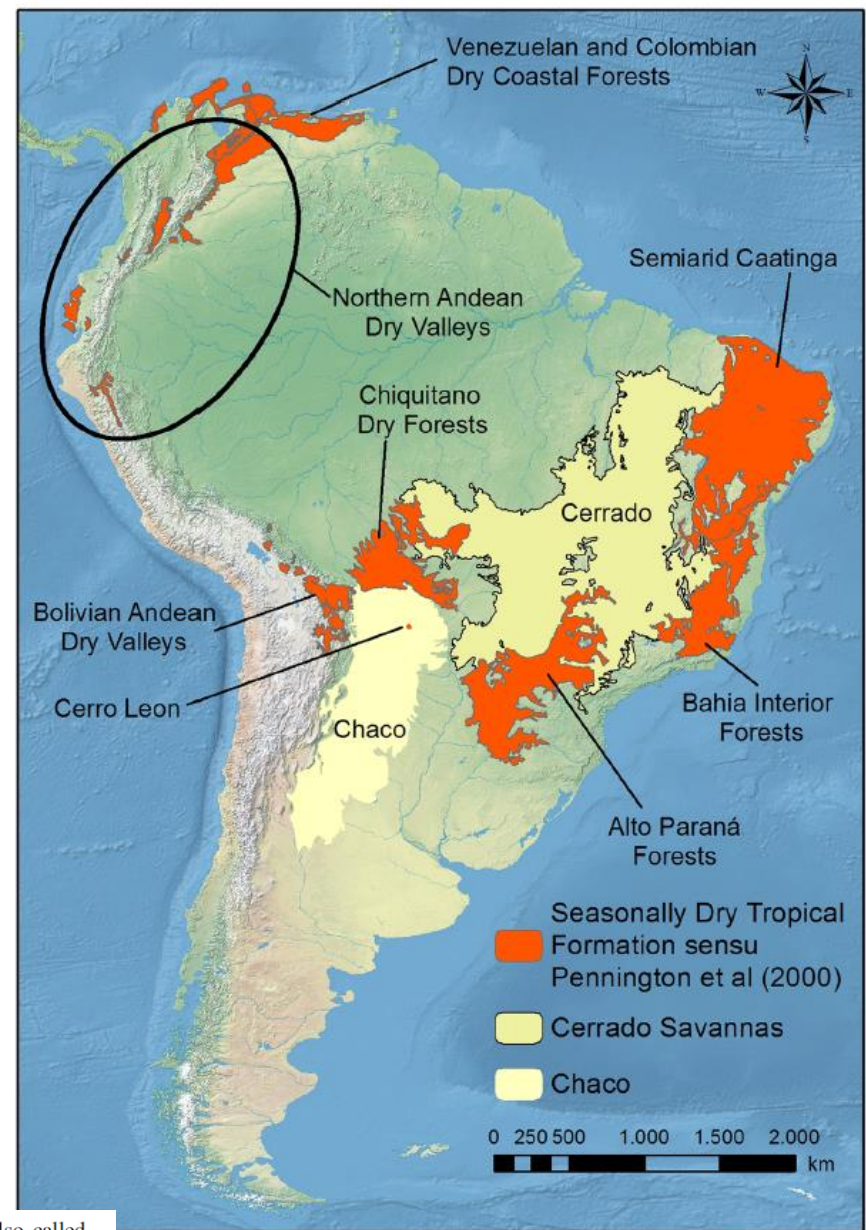 Venezuelan and Colombian
Dry Coastal Forests
N
W
E
S
Semiarid Caatinga
Northern Andean
Dry Valleys
Chiquitano
Dry Forests
Cerrado
Bolivian Andean
Dry Valleys
Cerro Leon
Chaco
Bahia Interior
Forests
Alto Paraná
Forests
Seasonally Dry Tropical
Formation sensu
Pennington et al (2000)
Cerrado Savannas
Chaco
0 250 500 1.000 1.500 2.000
km